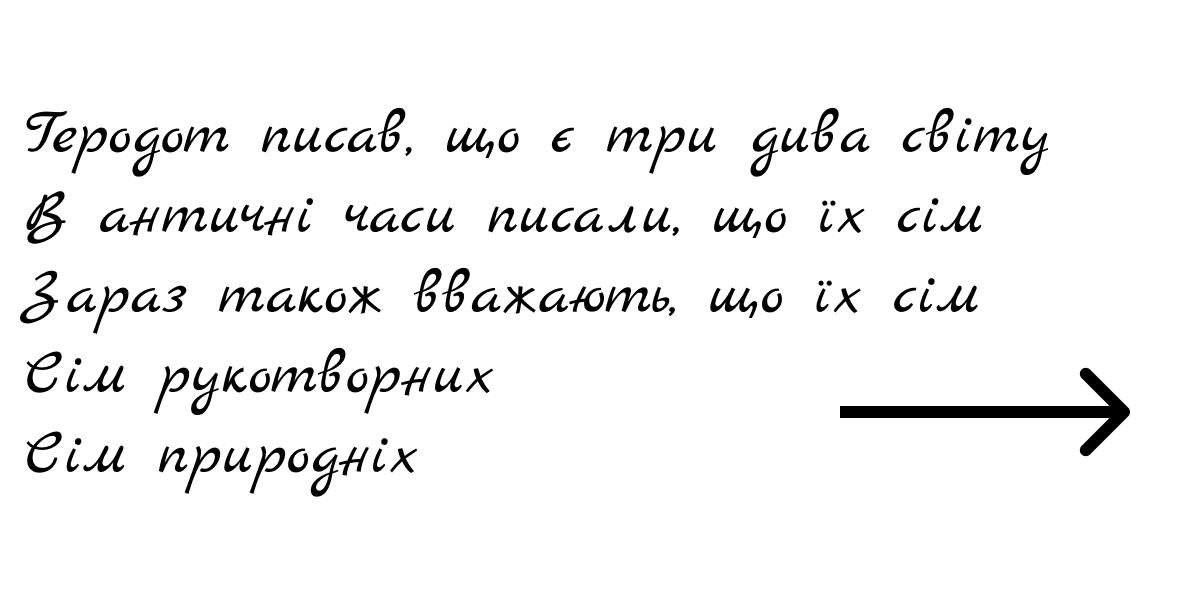 Геродот писав, що є три дива світу
В античні часи писали, що їх сім
Зараз також вважають, що їх сім
Сім рукотворних
Сім природніх